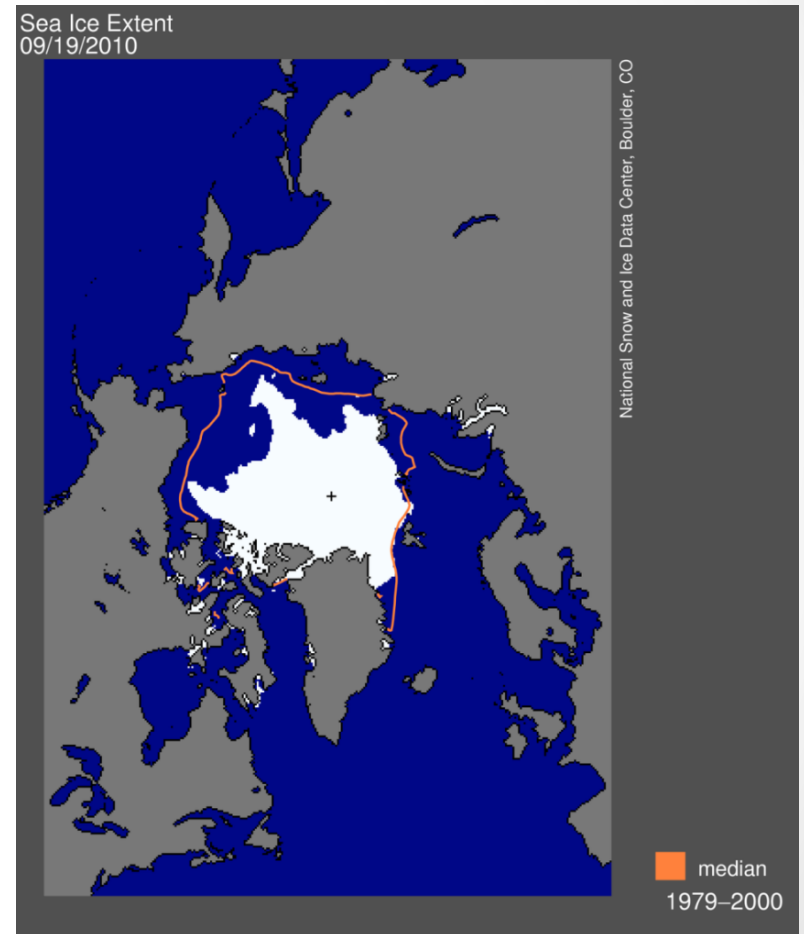 Sea Ice Extent
09/19/2010
National Snow and Ice Data Center, Boulder, CO
median
1979–2000